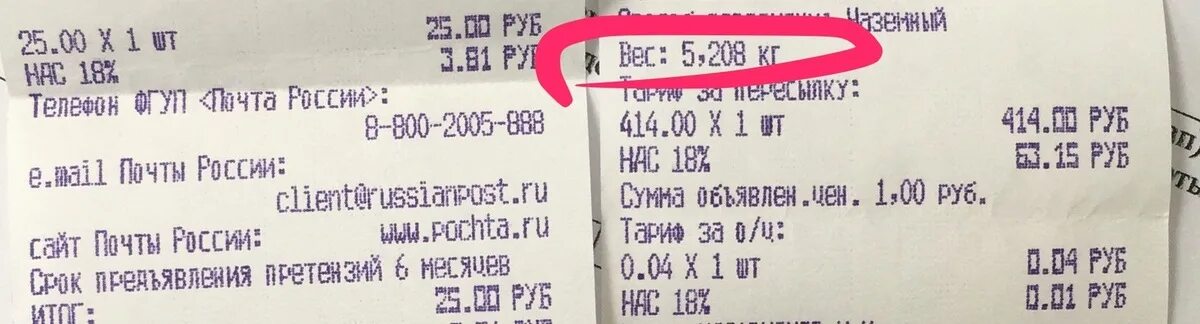 25.00 X 1 шт
25.00 РУБ
НАС 18%
3.81 РУБ
Телефон ФГУП <Почта России>:
8-800-2005-888
e.mail Почты России:
client@russianpost.ru
сайт Почты России:
www.pochta.ru
Срок предъявления претензий 6 месяцев
25.00 РУБ
ИТОГ:
Наземный
Вес: 5,208 кг
Тариф за пересылку:
414.00 X 1 шт
414.00 РУБ
НАС 18%
63.15 РУБ
Сумма объявлен.цен. 1,00 руб.
Тариф за о/ц:
0.04 X 1 шт
0.04 РУБ
НАС 18%
0.01 РУБ